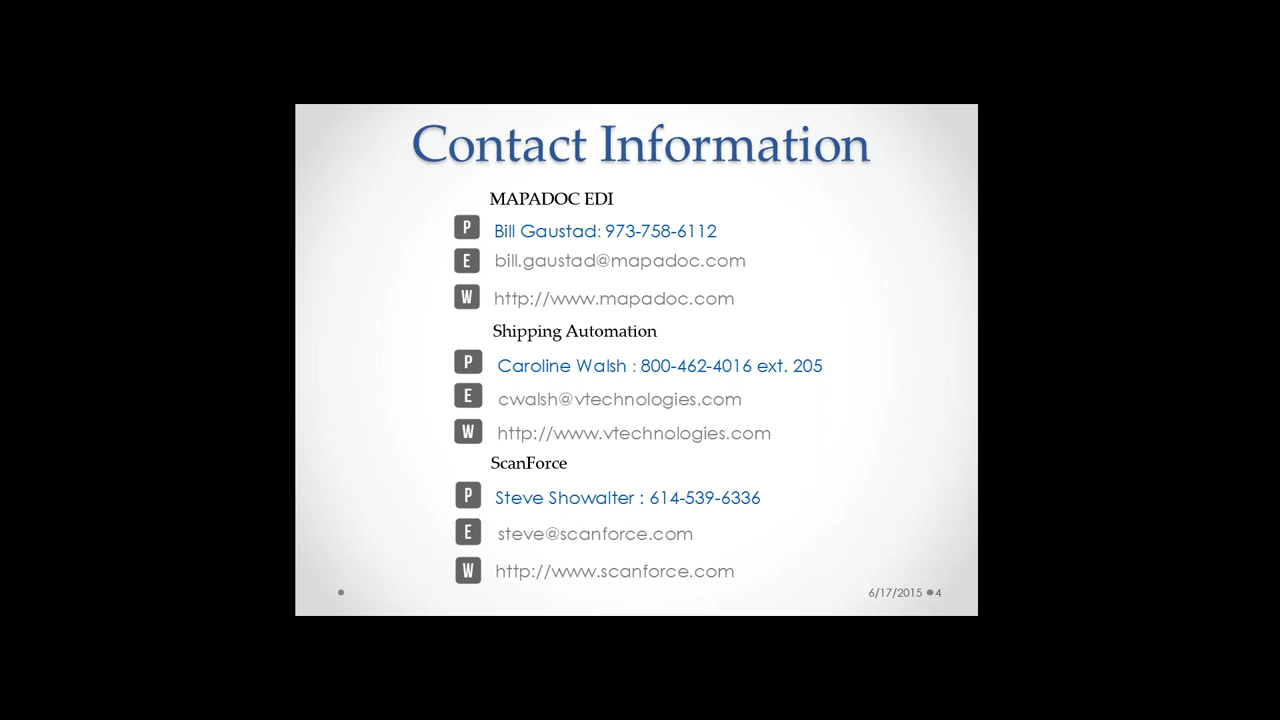 Contact Information
MAPADOC EDI
P Bill Gaustad: 973-758-6112
E bill.gaustad@mapadoc.com
W http://www.mapadoc.com
Shipping Automation
P Caroline Walsh : 800-462-4016 ext. 205
E cwalsh@vtechnologies.com
W http://www.vtechnologies.com
ScanForce
P Steve Showalter : 614-539-6336
E steve@scanforce.com
W http://www.scanforce.com
6/17/2015 4